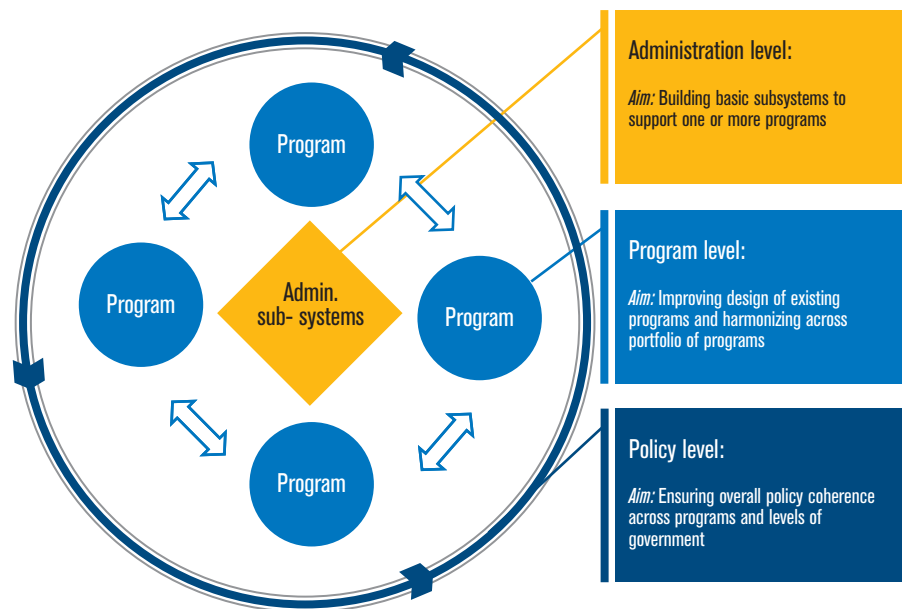 Program
Program
Admin.
sub- systems
Program
Program
Administration level:
Aim: Building basic subsystems to
support one or more programs
Program level:
Aim: Improving design of existing
programs and harmonizing across
portfolio of programs
Policy level:
Aim: Ensuring overall policy coherence
across programs and levels of
government